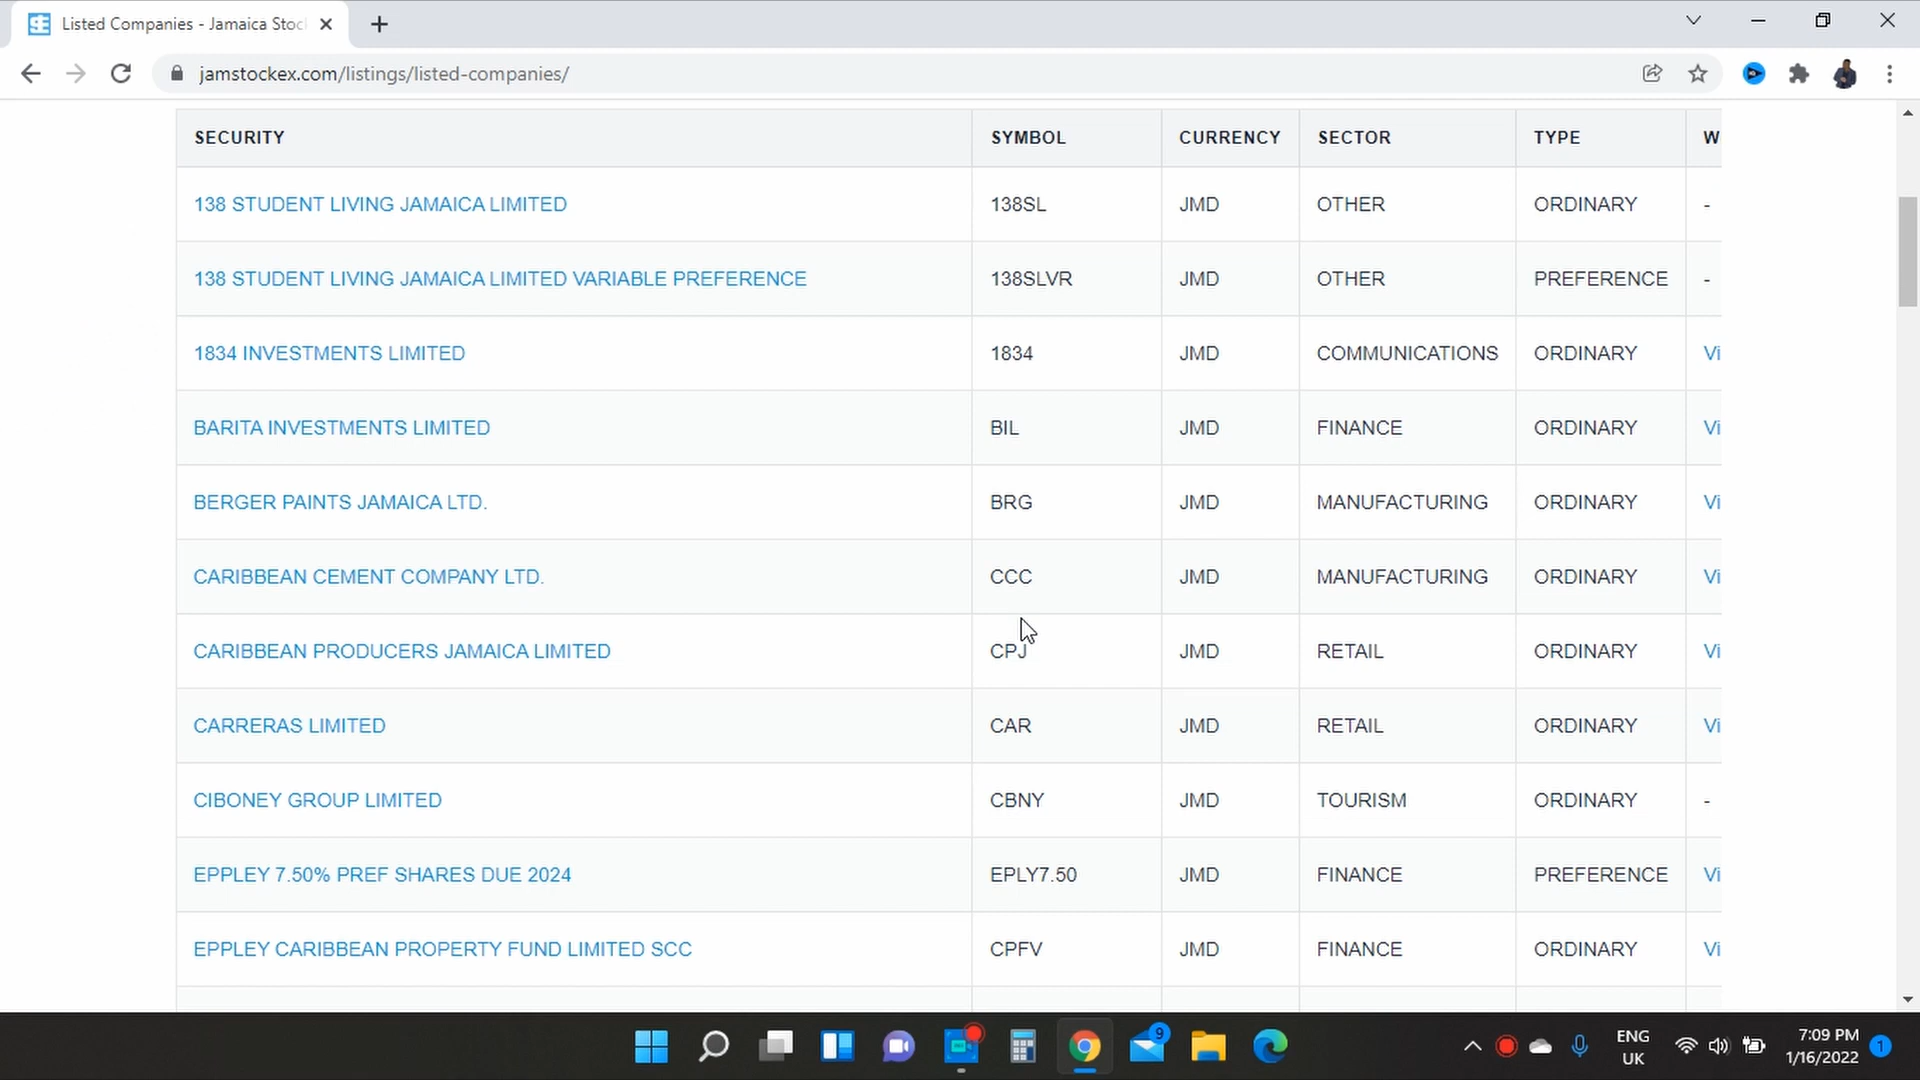 Listed Companies - Jamaica Stoc
jamstockex.com/listings/listed-companies/
SECURITY SYMBOL CURRENCY SECTOR TYPE W
138 STUDENT LIVING JAMAICA LIMITED 138SL JMD OTHER ORDINARY -
138 STUDENT LIVING JAMAICA LIMITED VARIABLE PREFERENCE 138SLVR JMD OTHER PREFERENCE -
1834 INVESTMENTS LIMITED 1834 JMD COMMUNICATIONS ORDINARY Vi
BARITA INVESTMENTS LIMITED BIL JMD FINANCE ORDINARY Vi
BERGER PAINTS JAMAICA LTD. BRG JMD MANUFACTURING ORDINARY Vi
CARIBBEAN CEMENT COMPANY LTD. CCC JMD MANUFACTURING ORDINARY Vi
CARIBBEAN PRODUCERS JAMAICA LIMITED CPJ JMD RETAIL ORDINARY Vi
CARRERAS LIMITED CAR JMD RETAIL ORDINARY Vi
CIBONEY GROUP LIMITED CBNY JMD TOURISM ORDINARY -
EPPLEY 7.50% PREF SHARES DUE 2024 EPLY7.50 JMD FINANCE PREFERENCE Vi
EPPLEY CARIBBEAN PROPERTY FUND LIMITED SCC CPFV JMD FINANCE ORDINARY Vi
9
ENG
UK
7:09 PM
1/16/2022
1